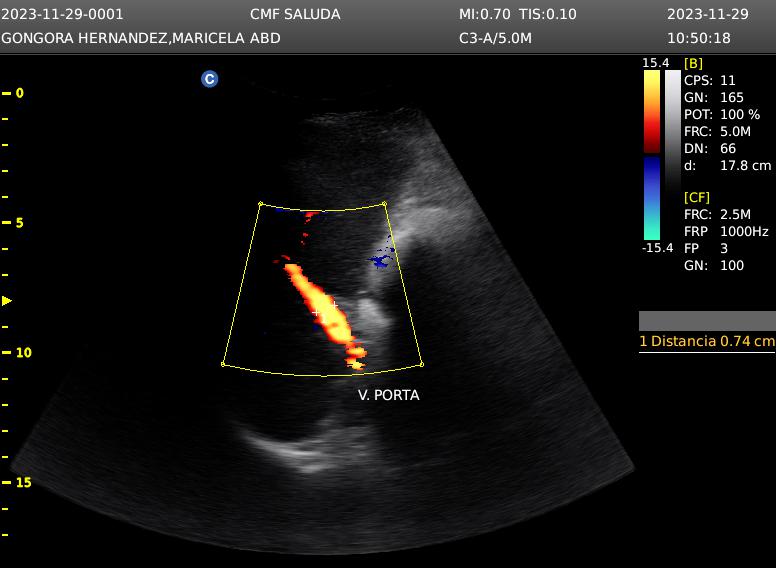 2023-11-29-0001 CMF SALUDA MI:0.70 TIS:0.10 2023-11-29
GONGORA HERNANDEZ,MARICELA ABD C3-A/5.0M 10:50:18
C
15.4 [B]
CPS: 11
GN: 165
POT: 100 %
FRC: 5.0M
DN: 66
d: 17.8 cm
[CF]
FRC: 2.5M
FRP 1000Hz
-15.4 FP 3
GN: 100
1 Distancia 0.74 cm
0
5
10
15
V. PORTA